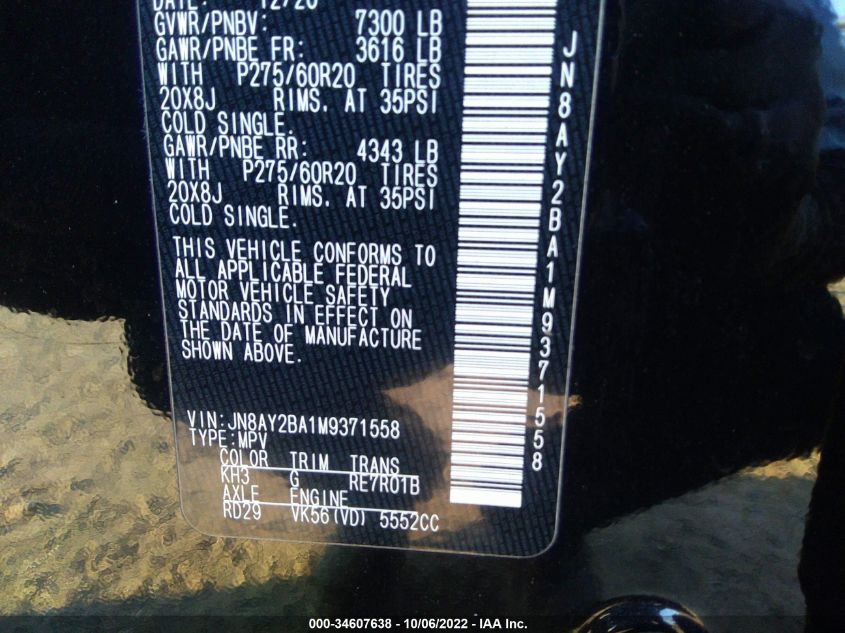 DATE: 12/20
GVWR/PNBV: 7300 LB
GAWR/PNBE FR: 3616 LB
WITH P275/60R20 TIRES
20X8J RIMS. AT 35PSI
COLD SINGLE.
GAWR/PNBE RR: 4343 LB
WITH P275/60R20 TIRES
20X8J RIMS. AT 35PSI
COLD SINGLE.
THIS VEHICLE CONFORMS TO
ALL APPLICABLE FEDERAL
MOTOR VEHICLE SAFETY
STANDARDS IN EFFECT ON
THE DATE OF MANUFACTURE
SHOWN ABOVE.
VIN:JN8AY2BA1M9371558
TYPE:MPV
COLOR TRIM TRANS
KH3 G RE7R01B
AXLE ENGINE
RD29 VK56(VD) 5552CC
JN8AY2BA1M9371558
000-34607638 - 10/06/2022 - IAA Inc.